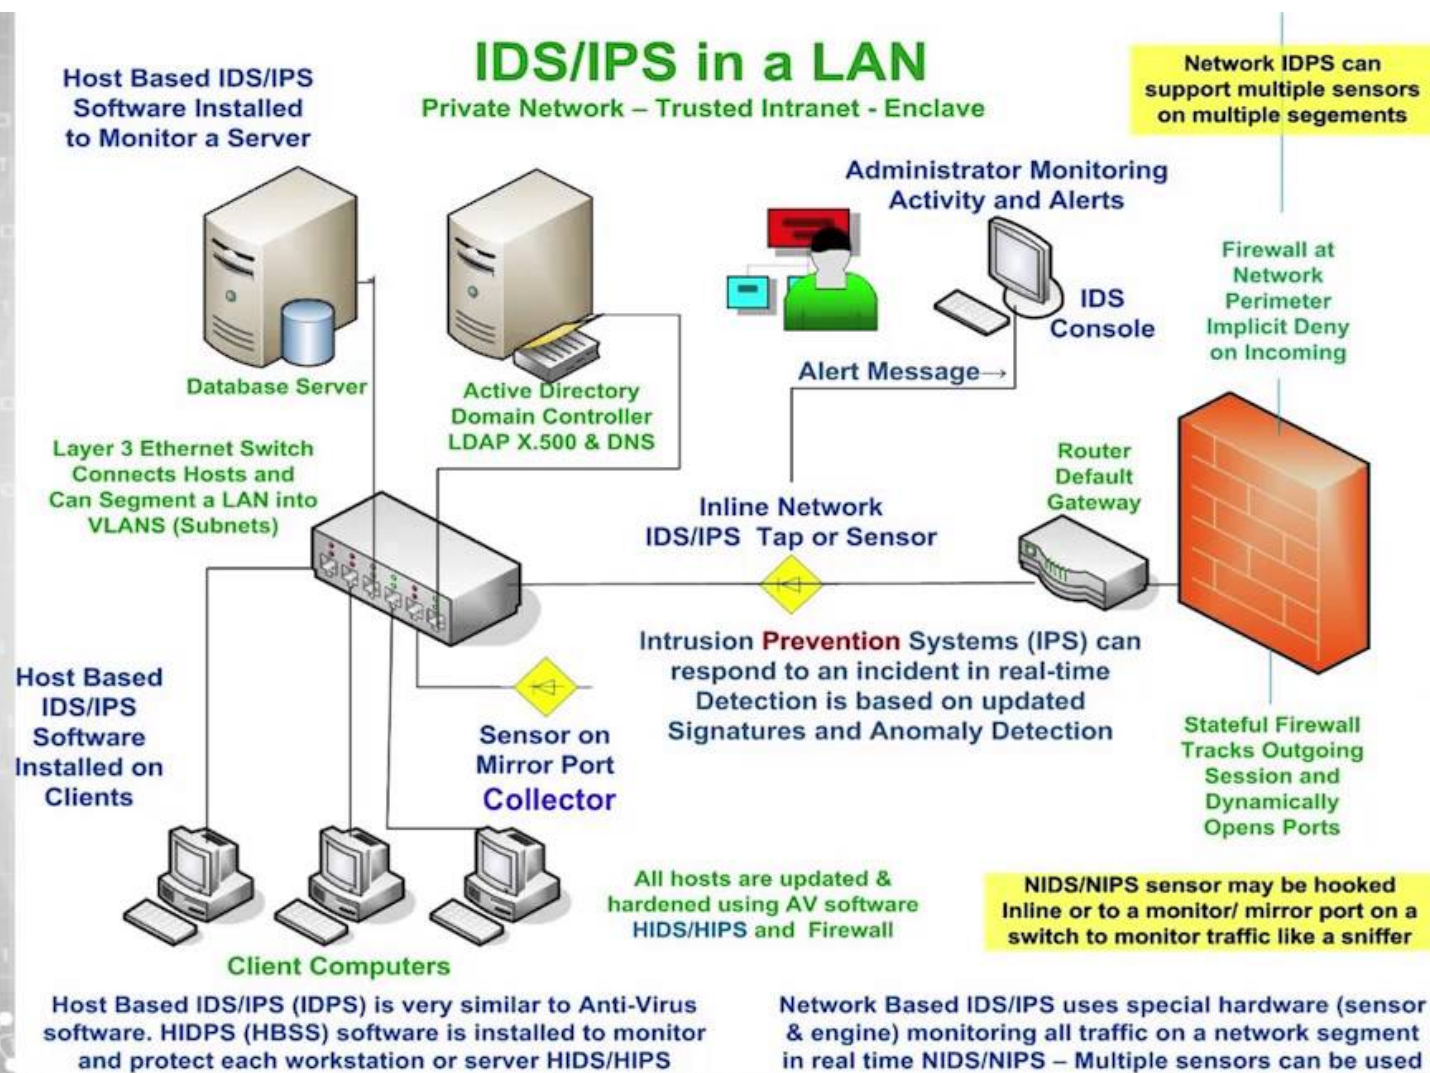 IDS/IPS in a LAN
Private Network – Trusted Intranet - Enclave
Host Based IDS/IPS
Software Installed
to Monitor a Server
Network IDPS can
support multiple sensors
on multiple segements
Administrator Monitoring
Activity and Alerts
IDS
Console
Alert Message→
Firewall at
Network
Perimeter
Implicit Deny
on Incoming
Database Server
Active Directory
Domain Controller
LDAP X.500 & DNS
Layer 3 Ethernet Switch
Connects Hosts and
Can Segment a LAN into
VLANS (Subnets)
Router
Default
Gateway
Inline Network
IDS/IPS Tap or Sensor
Intrusion Prevention Systems (IPS) can
respond to an incident in real-time
Detection is based on updated
Signatures and Anomaly Detection
Host Based
IDS/IPS
Software
Installed on
Clients
Sensor on
Mirror Port
Collector
Stateful Firewall
Tracks Outgoing
Session and
Dynamically
Opens Ports
All hosts are updated &
hardened using AV software
HIDS/HIPS and Firewall
NIDS/NIPS sensor may be hooked
Inline or to a monitor/ mirror port on a
switch to monitor traffic like a sniffer
Client Computers
Host Based IDS/IPS (IDPS) is very similar to Anti-Virus
software. HIDPS (HBSS) software is installed to monitor
and protect each workstation or server HIDS/HIPS
Network Based IDS/IPS uses special hardware (sensor
& engine) monitoring all traffic on a network segment
in real time NIDS/NIPS – Multiple sensors can be used